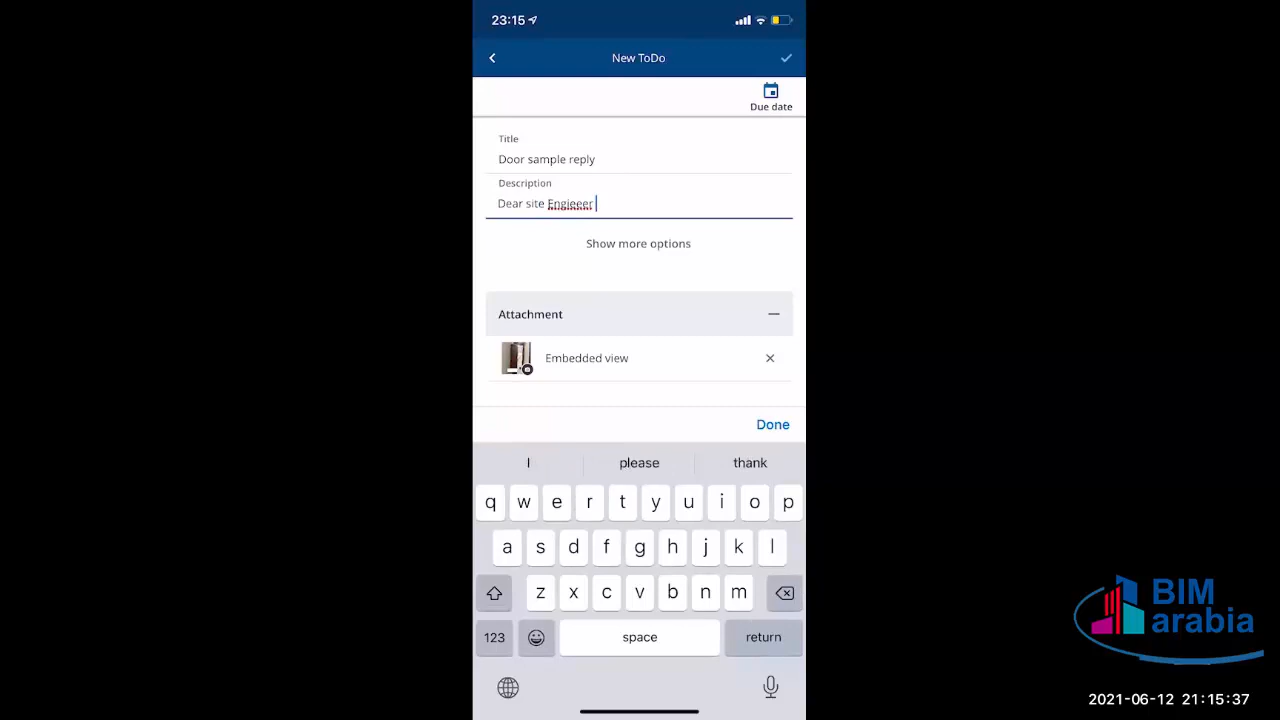 23:15
New ToDo
Due date
Title
Door sample reply
Description
Dear site Engieeer
Show more options
Attachment
Embedded view
Done
I please thank
q w e r t y u i o p
a s d f g h j k l
z x c v b n m
123 space return
BIM
arabia
2021-06-12 21:15:37